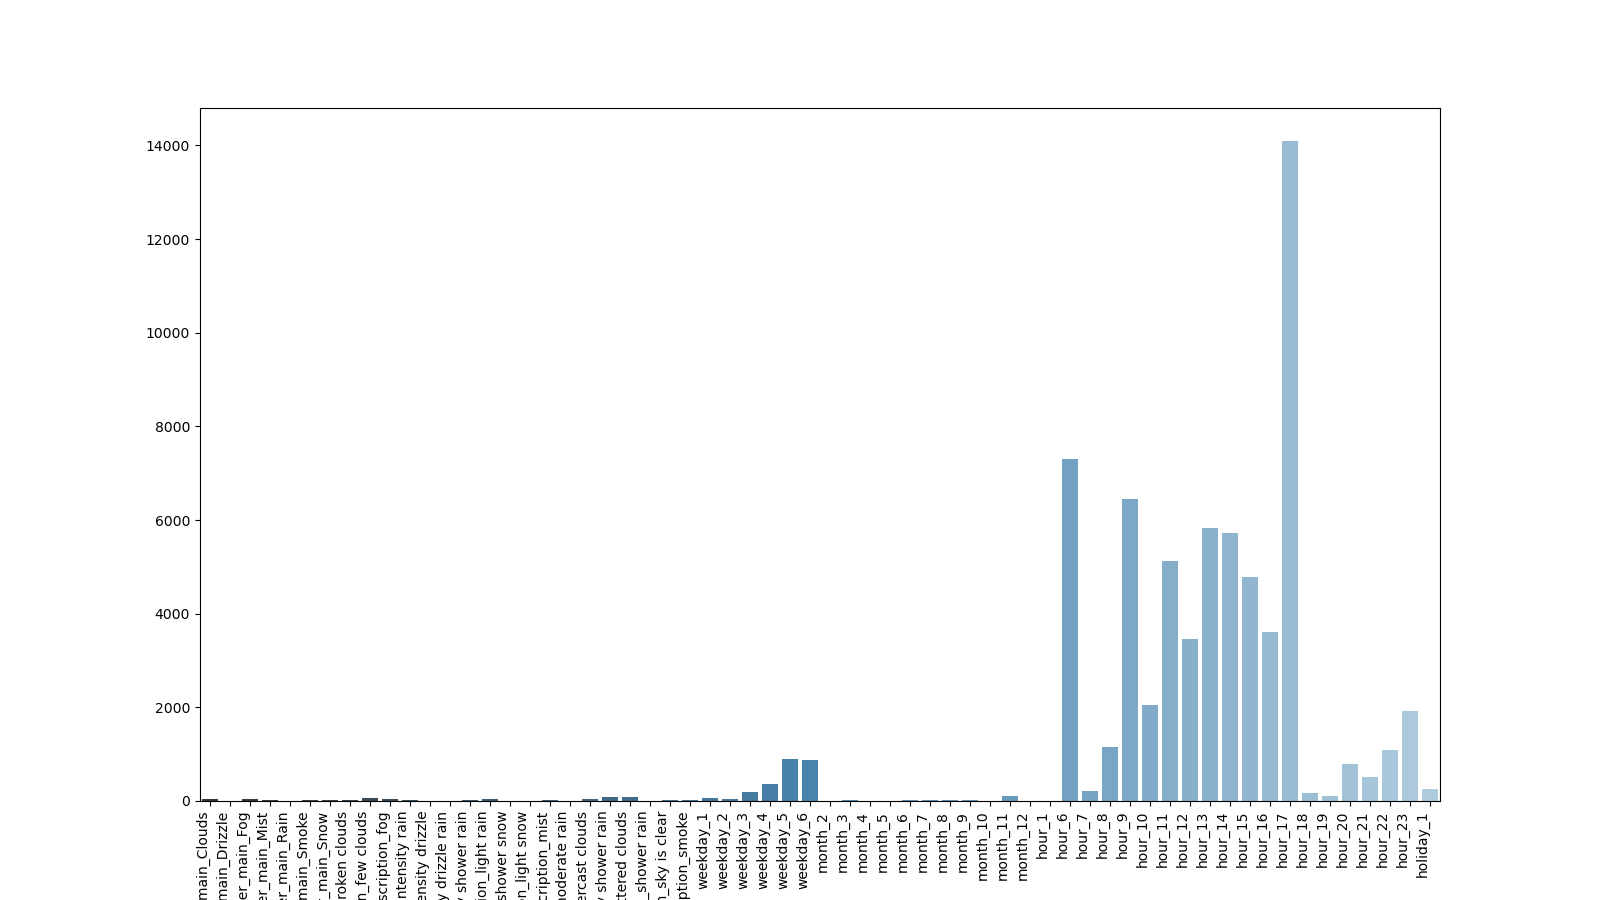 14000
12000
10000
8000
6000
4000
2000
0
main_Clouds
main_Drizzle
er_main_Fog
er_main_Mist
er_main_Rain
main_Smoke
r_main_Snow
roken clouds
n_few clouds
scription_fog
ntensity rain
ensity drizzle
y drizzle rain
y shower rain
ion_light rain
shower snow
on_light snow
cription_mist
noderate rain
ercast clouds
y shower rain
ttered clouds
_shower rain
n_sky is clear
ption_smoke
weekday_1
weekday_2
weekday_3
weekday_4
weekday_5
weekday_6
month_2
month_3
month_4
month_5
month_6
month_7
month_8
month_9
month_10
month_11
month_12
hour_1
hour_6
hour_7
hour_8
hour_9
hour_10
hour_11
hour_12
hour_13
hour_14
hour_15
hour_16
hour_17
hour_18
hour_19
hour_20
hour_21
hour_22
hour_23
holiday_1